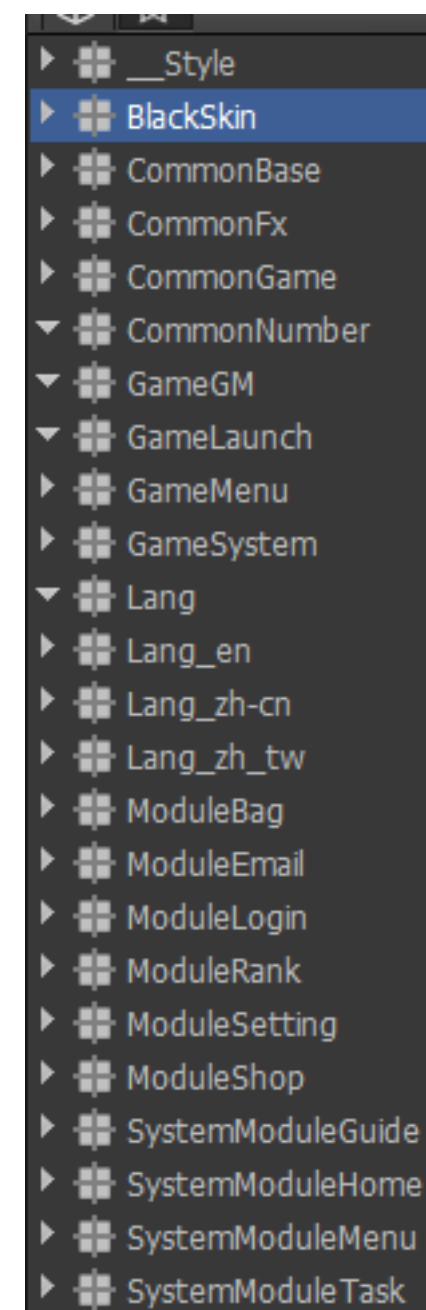 __Style
BlackSkin
CommonBase
CommonFx
CommonGame
CommonNumber
GameGM
GameLaunch
GameMenu
GameSystem
Lang
Lang_en
Lang_zh-cn
Lang_zh_tw
ModuleBag
ModuleEmail
ModuleLogin
ModuleRank
ModuleSetting
ModuleShop
SystemModuleGuide
SystemModuleHome
SystemModuleMenu
SystemModuleTask